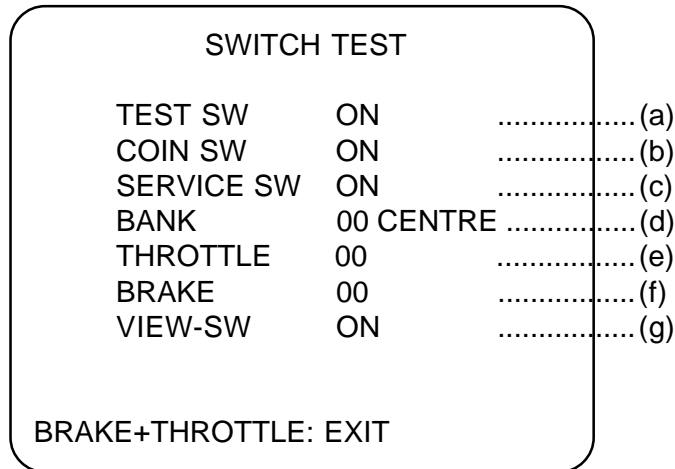 SWITCH TEST
TEST SW ON .................(a)
COIN SW ON .................(b)
SERVICE SW ON .................(c)
BANK 00 CENTRE ................(d)
THROTTLE 00 .................(e)
BRAKE 00 .................(f)
VIEW-SW ON .................(g)
BRAKE+THROTTLE: EXIT